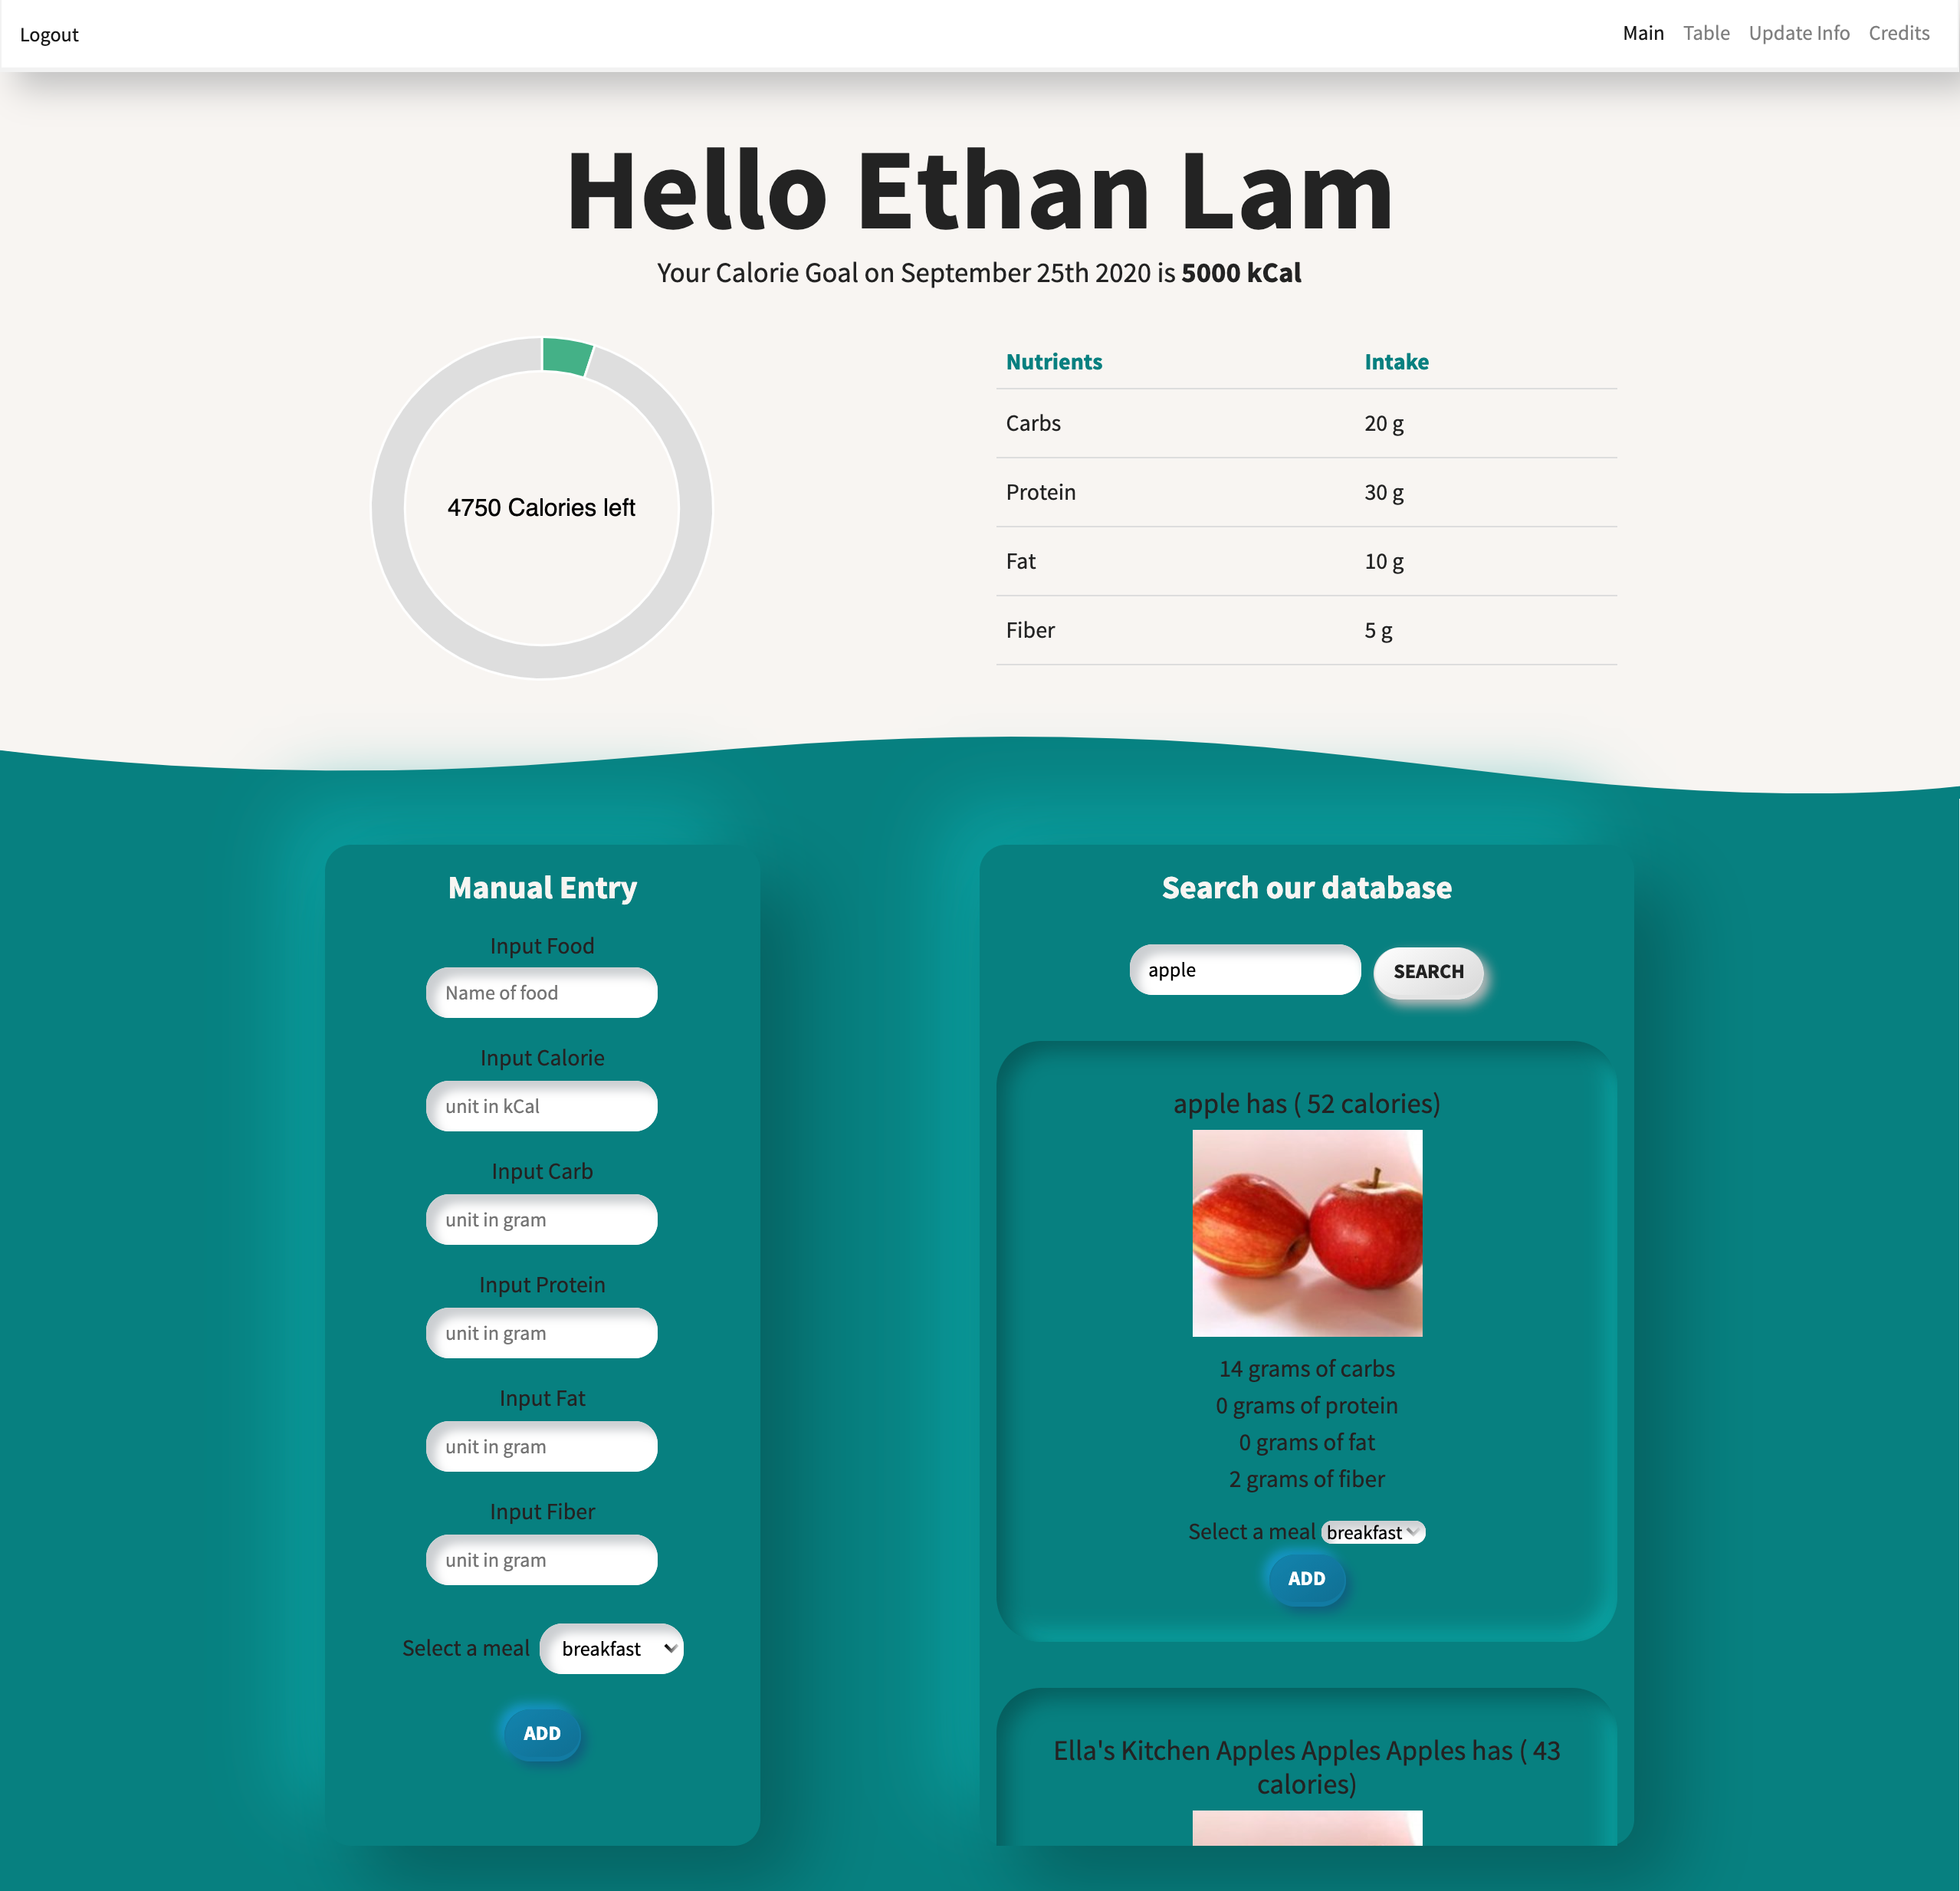 Logout
Main Table Update Info Credits
Hello Ethan Lam
Your Calorie Goal on September 25th 2020 is 5000 kCal
4750 Calories left
Nutrients Intake
Carbs 20 g
Protein 30 g
Fat 10 g
Fiber 5 g
Manual Entry
Input Food
Name of food
Input Calorie
unit in kCal
Input Carb
unit in gram
Input Protein
unit in gram
Input Fat
unit in gram
Input Fiber
unit in gram
Select a meal breakfast
ADD
Search our database
apple SEARCH
apple has ( 52 calories)
14 grams of carbs
0 grams of protein
0 grams of fat
2 grams of fiber
Select a meal breakfast
ADD
Ella's Kitchen Apples Apples Apples has ( 43
calories)